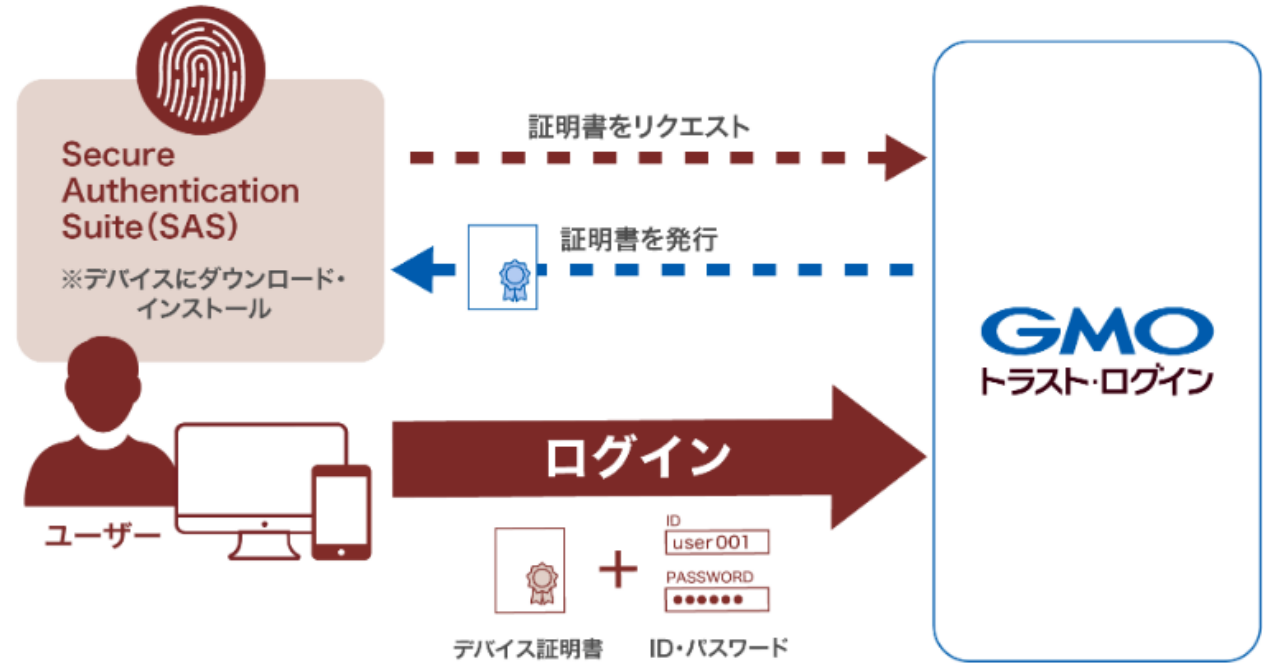 Secure
Authentication
Suite(SAS)
※デバイスにダウンロード・
インストール
ユーザー
証明書をリクエスト
証明書を発行
ログイン
ID
user001
PASSWORD
●●●●●●
デバイス証明書
ID・パスワード
GMO
トラスト・ログイン